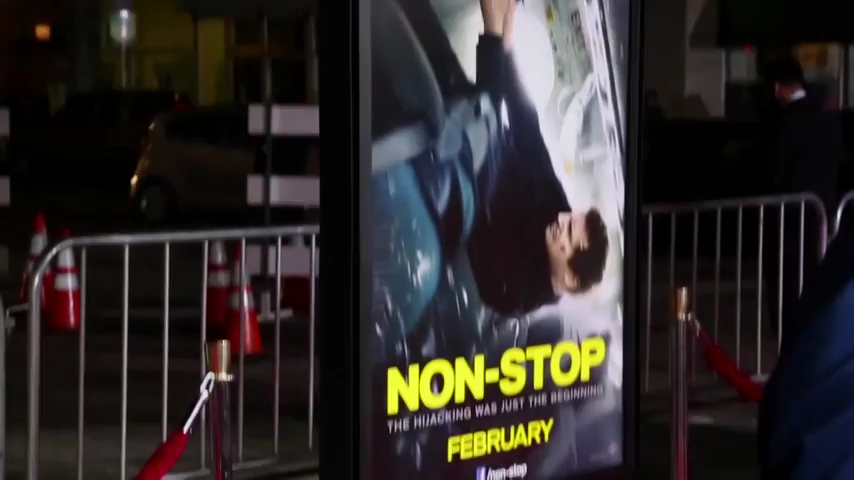 NON-STOP
THE HIJACKING WAS JUST THE BEGINNING
FEBRUARY
f/non-stop